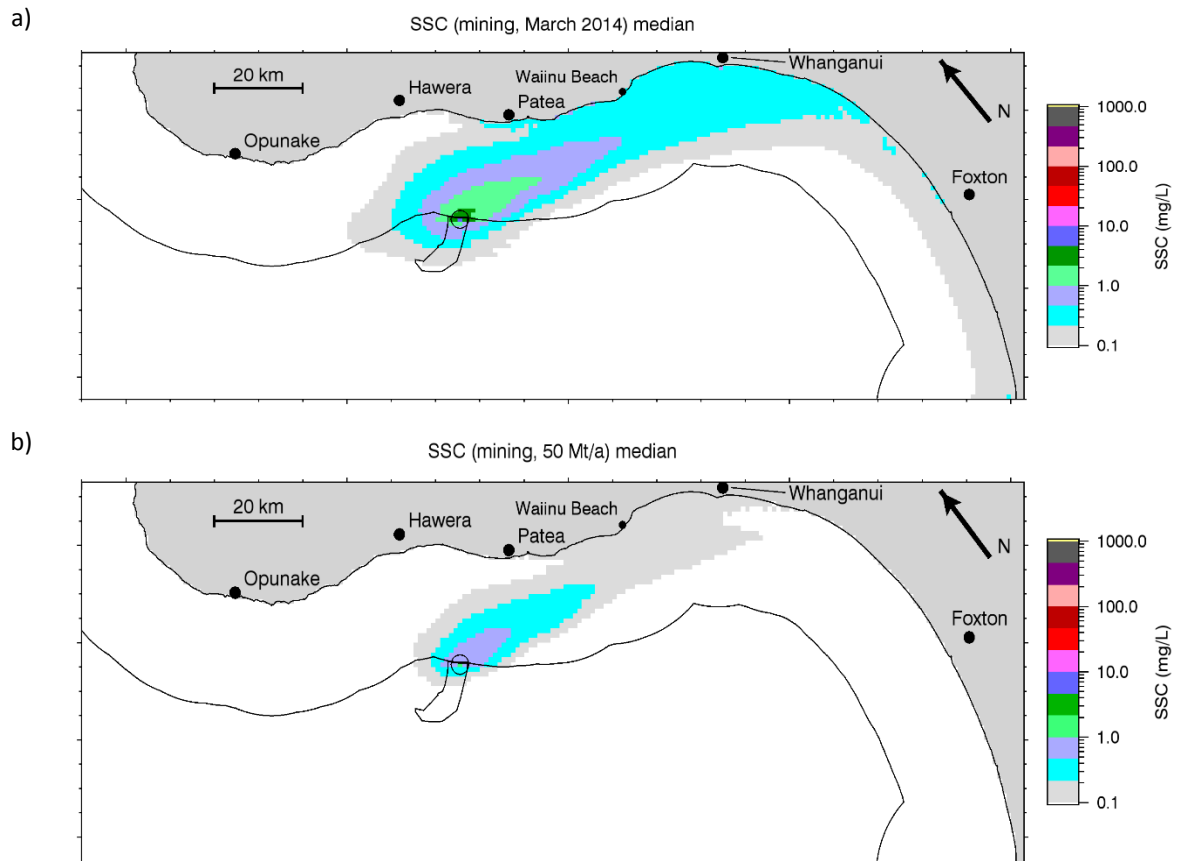 a)
SSC (mining, March 2014) median
20 km
Opunake
Hawera
Patea
Waiinu Beach
Whanganui
N
Foxton
1000.0
100.0
10.0
1.0
0.1
SSC (mg/L)
b)
SSC (mining, 50 Mt/a) median
20 km
Opunake
Hawera
Patea
Waiinu Beach
Whanganui
N
Foxton
1000.0
100.0
10.0
1.0
0.1
SSC (mg/L)